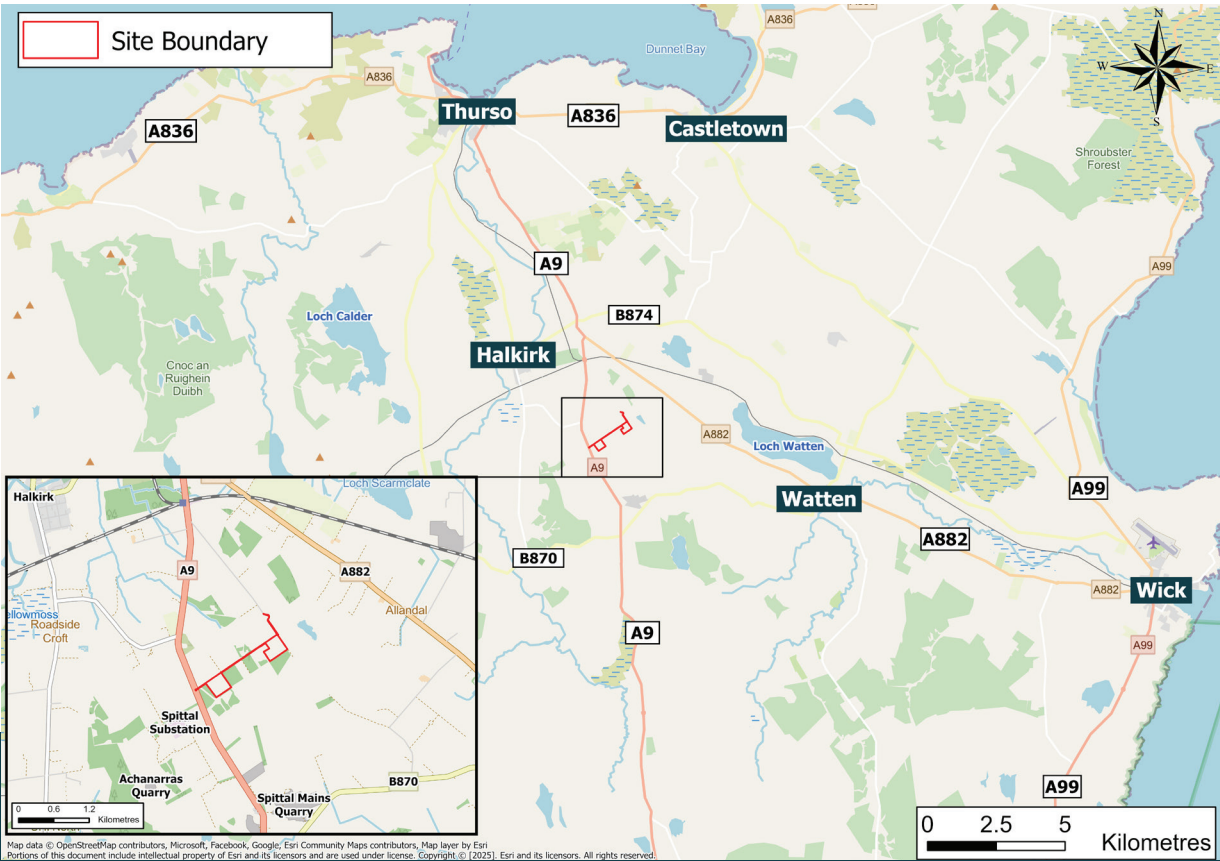 Site Boundary
Dunnet Bay
A836
A836
A836
A836
Thurso
Castletown
N
W
E
S
Shroubster
Forest
A9
A99
Loch Calder
B874
Halkirk
Cnoc an
Ruighein
Duibh
A882
Loch Watten
A9
Loch Scarmclate
Watten
A99
A882
B870
A882
Wick
A9
A99
A99
Halkirk
A9
A882
Allandal
ellowmoss
Roadside
Croft
Spittal
Substation
Achanarras
Quarry
B870
Spittal Mains
Quarry
0 0.6 1.2
Kilometres
0 2.5 5
Kilometres
Map data © OpenStreetMap contributors, Microsoft, Facebook, Google, Esri Community Maps contributors, Map layer by Esri
Portions of this document include intellectual property of Esri and its licensors and are used under license. Copyright © [2025]. Esri and its licensors. All rights reserved.